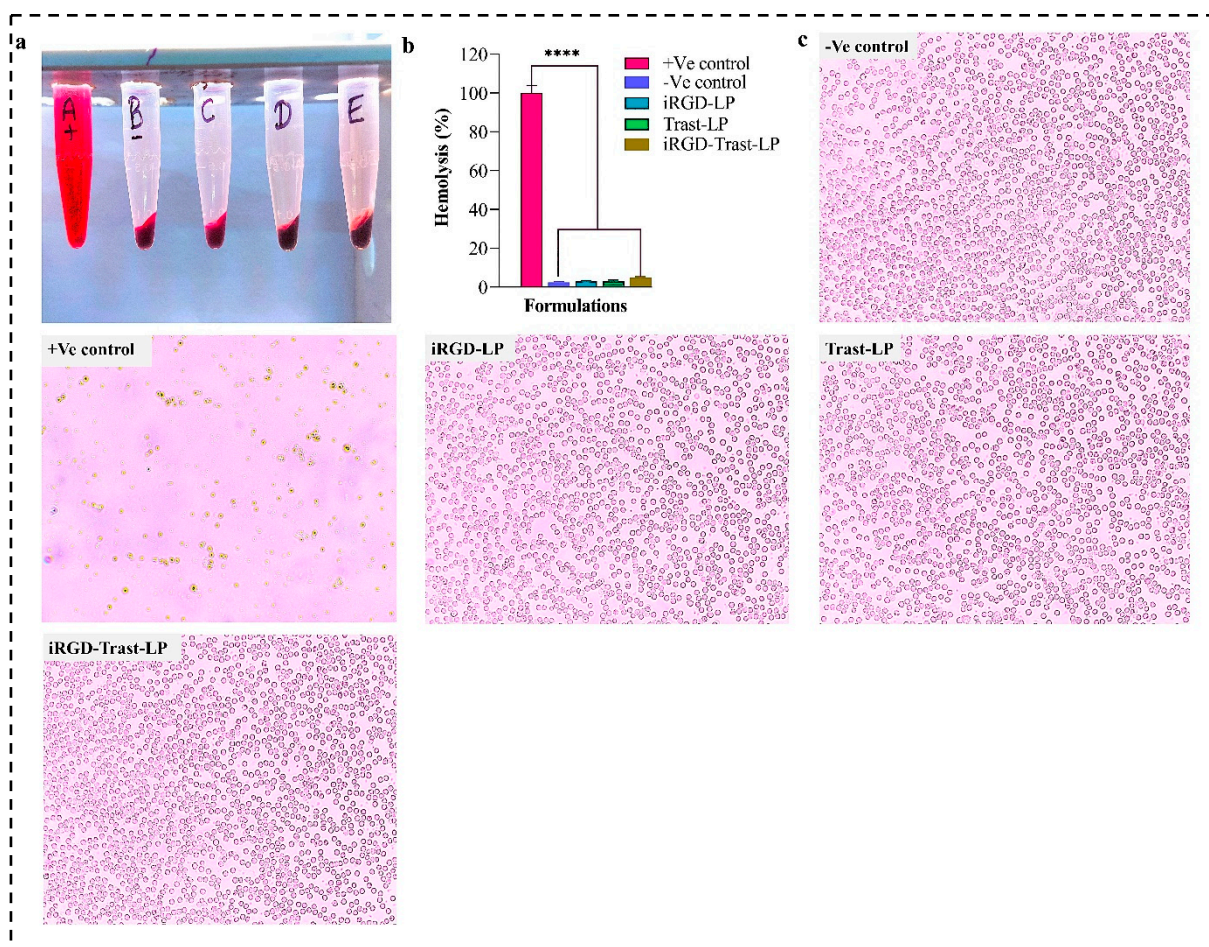 a
A
+
B
-
C
D
E
b
120
100
80
60
40
20
0
Hemolysis (%)
****
Formulations
+Ve control
-Ve control
iRGD-LP
Trast-LP
iRGD-Trast-LP
c
-Ve control
+Ve control
iRGD-LP
Trast-LP
iRGD-Trast-LP